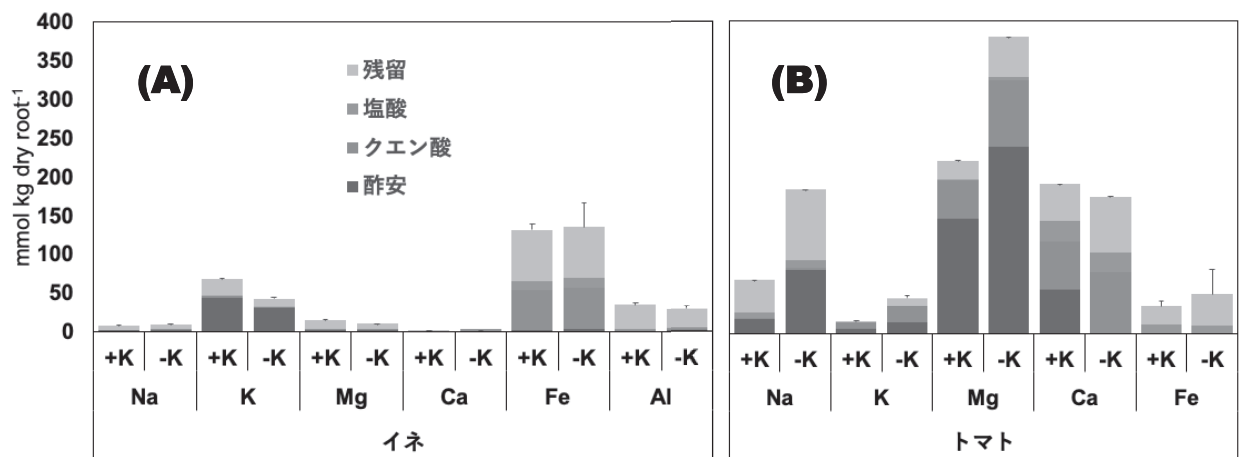 400
350
300
250
200
150
100
50
0
mmol kg dry root-1
(A)
残留
塩酸
クエン酸
酢安
+K -K +K -K +K -K +K -K +K -K +K -K
Na K Mg Ca Fe Al
イネ
(B)
+K -K +K -K +K -K +K -K +K -K
Na K Mg Ca Fe
トマト